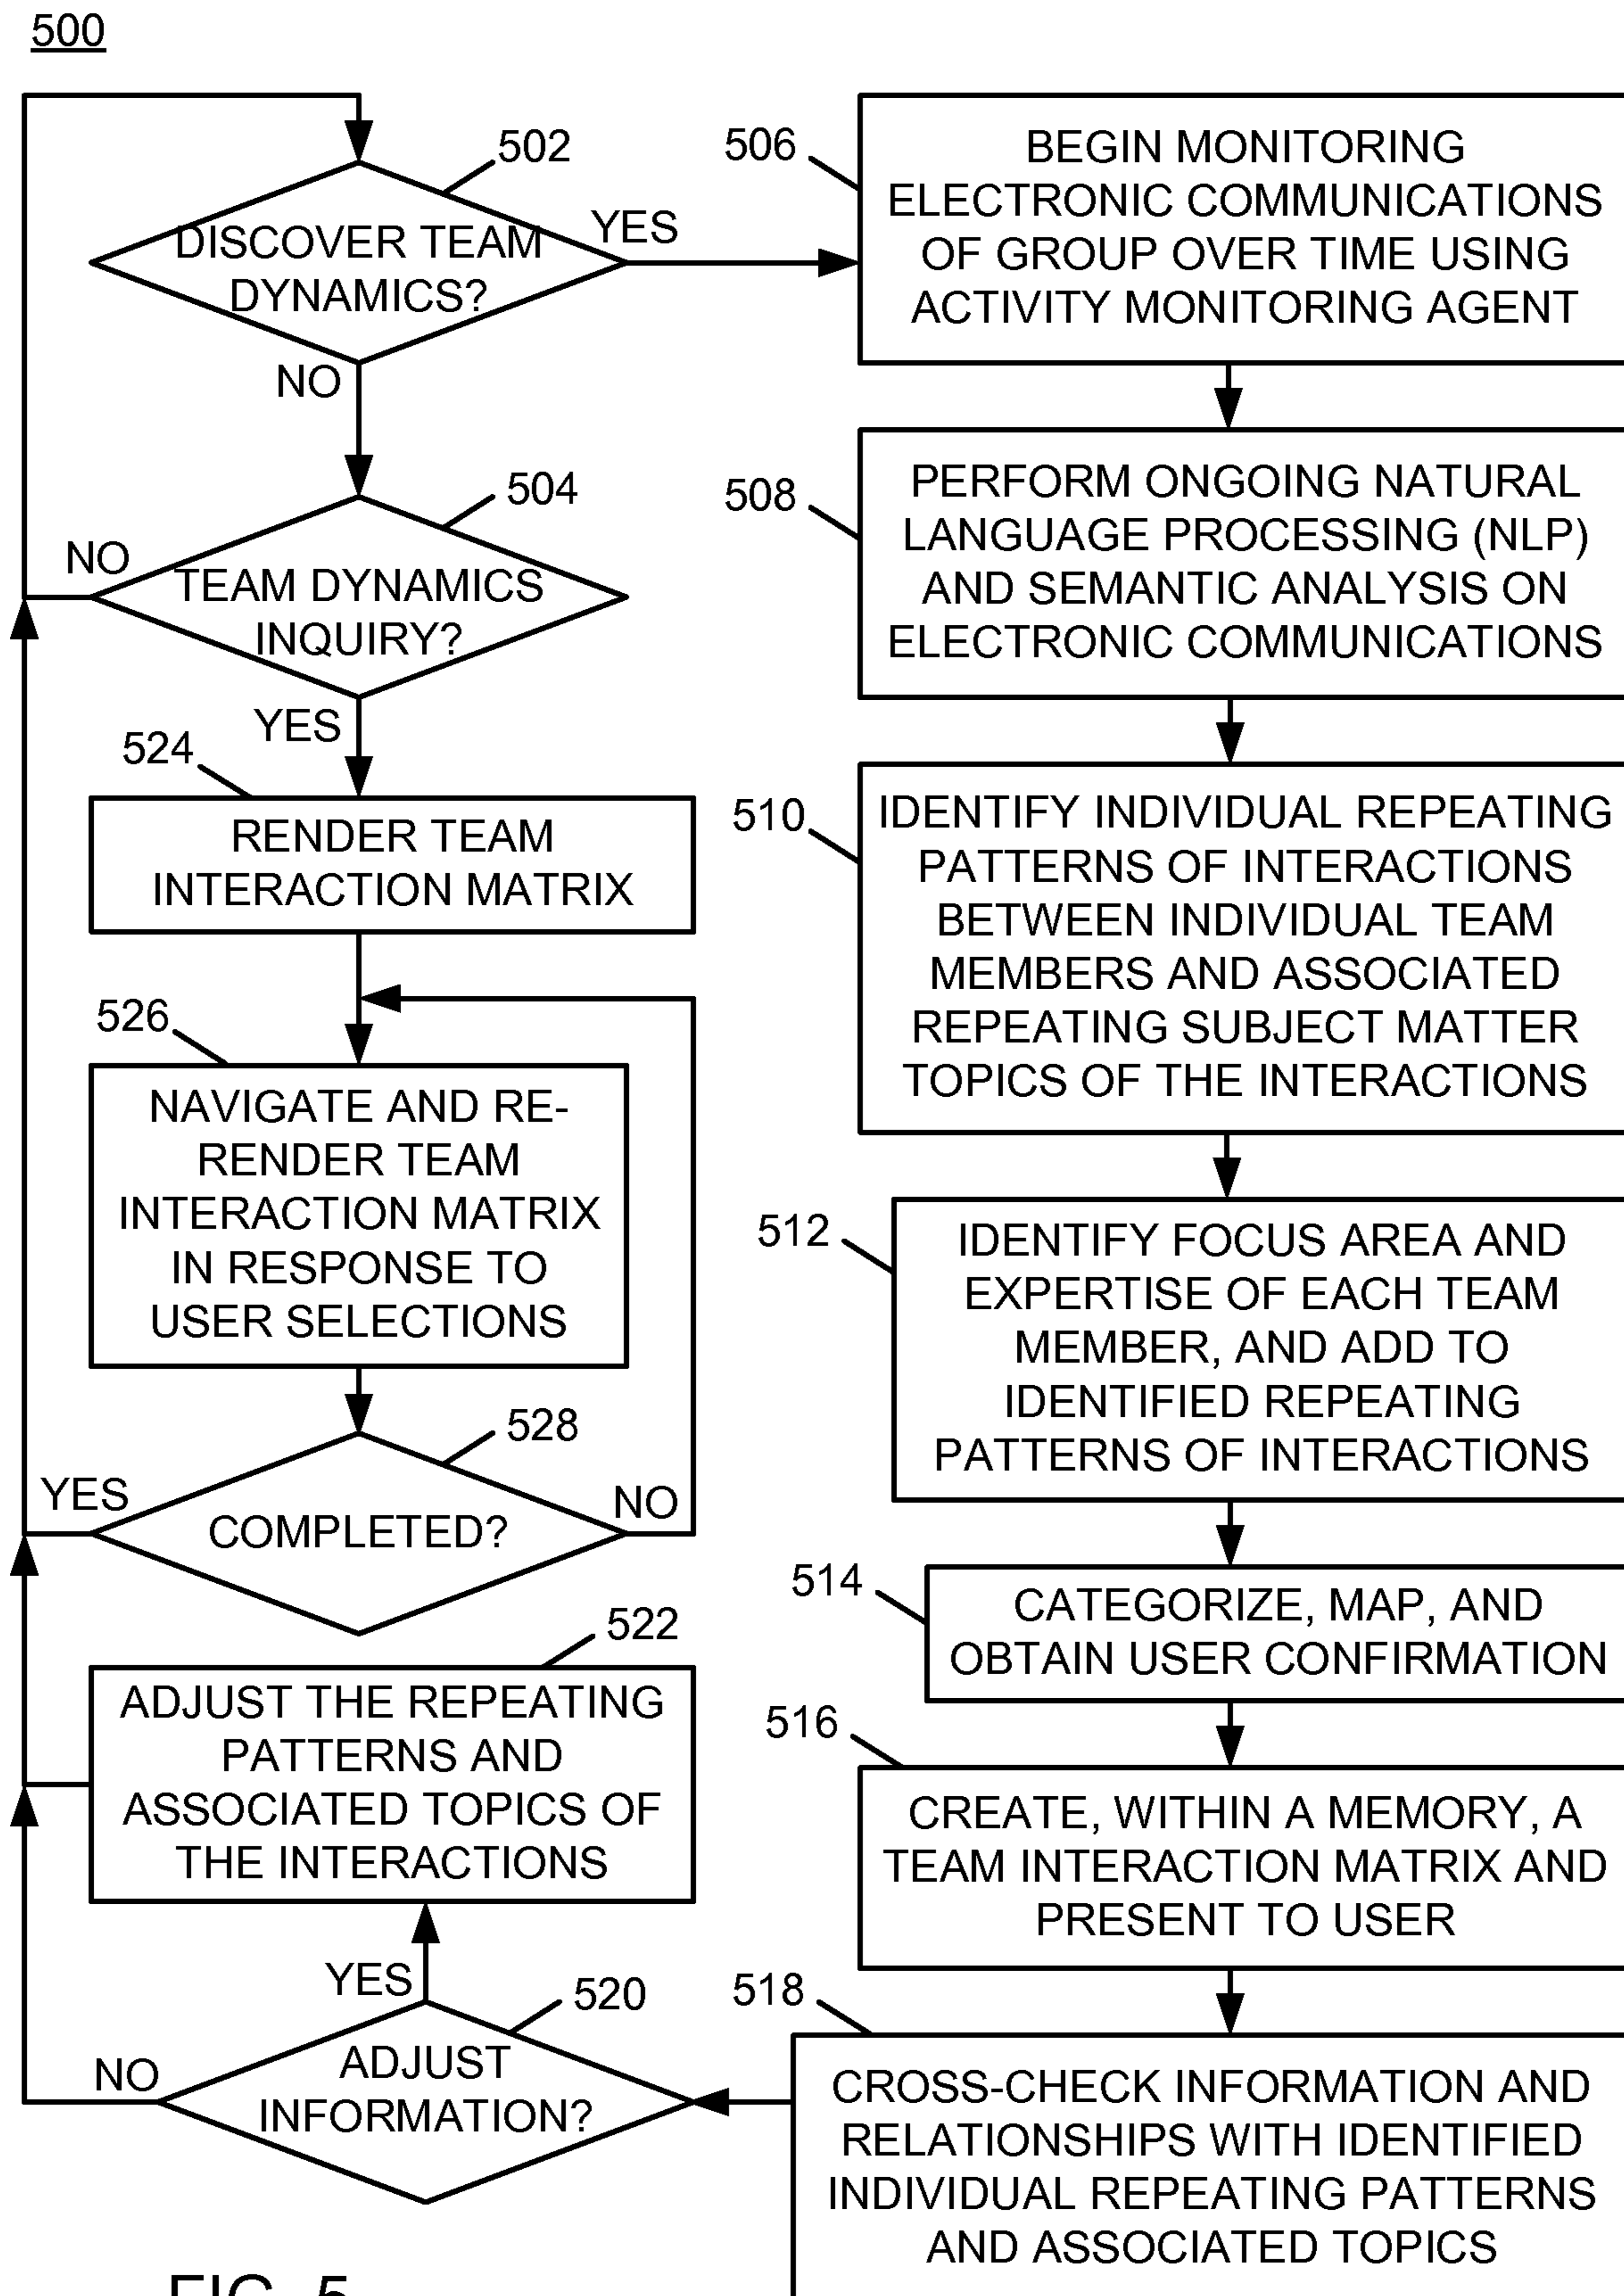 500
502
DISCOVER TEAM
DYNAMICS?
YES
NO
504
TEAM DYNAMICS
INQUIRY?
NO
YES
524
RENDER TEAM
INTERACTION MATRIX
526
NAVIGATE AND RE-
RENDER TEAM
INTERACTION MATRIX
IN RESPONSE TO
USER SELECTIONS
528
COMPLETED?
YES
NO
522
ADJUST THE REPEATING
PATTERNS AND
ASSOCIATED TOPICS OF
THE INTERACTIONS
YES
520
ADJUST
INFORMATION?
NO
506
BEGIN MONITORING
ELECTRONIC COMMUNICATIONS
OF GROUP OVER TIME USING
ACTIVITY MONITORING AGENT
508
PERFORM ONGOING NATURAL
LANGUAGE PROCESSING (NLP)
AND SEMANTIC ANALYSIS ON
ELECTRONIC COMMUNICATIONS
510
IDENTIFY INDIVIDUAL REPEATING
PATTERNS OF INTERACTIONS
BETWEEN INDIVIDUAL TEAM
MEMBERS AND ASSOCIATED
REPEATING SUBJECT MATTER
TOPICS OF THE INTERACTIONS
512
IDENTIFY FOCUS AREA AND
EXPERTISE OF EACH TEAM
MEMBER, AND ADD TO
IDENTIFIED REPEATING
PATTERNS OF INTERACTIONS
514
CATEGORIZE, MAP, AND
OBTAIN USER CONFIRMATION
516
CREATE, WITHIN A MEMORY, A
TEAM INTERACTION MATRIX AND
PRESENT TO USER
518
CROSS-CHECK INFORMATION AND
RELATIONSHIPS WITH IDENTIFIED
INDIVIDUAL REPEATING PATTERNS
AND ASSOCIATED TOPICS
FIG. 5